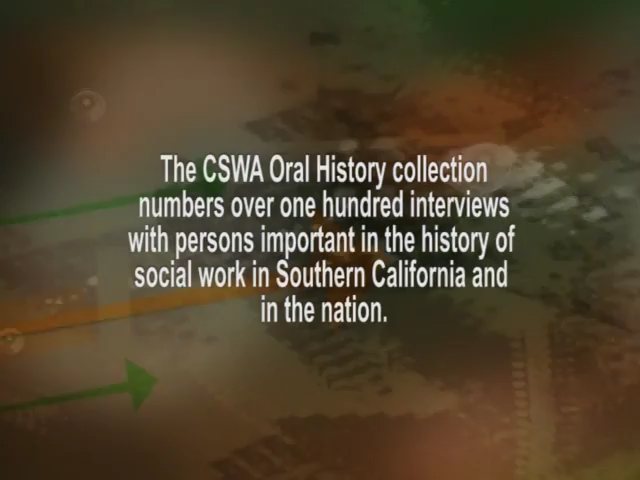 The CSWA Oral History collection
numbers over one hundred interviews
with persons important in the history of
social work in Southern California and
in the nation.